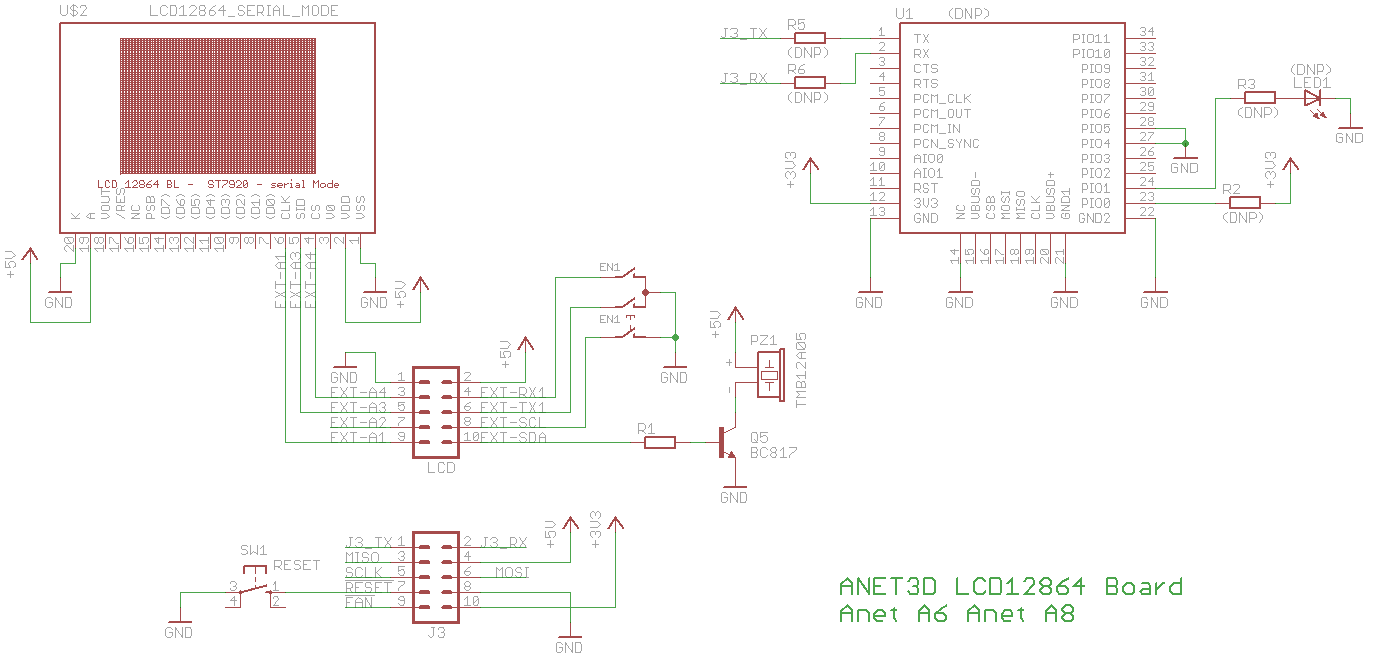 U$2 LCD12864_SERIAL_MODE
LCD 12864 BL - ST7920 - serial Mode
K A VOUT /RES NC PSB (D7) (D6) (D5) (D4) (D3) (D2) (D1) (D0) CLK SID CS V0 VDD VSS
20 19 18 17 16 15 14 13 12 11 10 9 8 7 6 5 4 3 2 1
+5V
GND
EXT-A1
EXT-A3
EXT-A4
GND
+5V
U1 (DNP)
J3_TX R5 (DNP)
J3_RX R6 (DNP)
1 TX
2 RX
3 CTS
4 RTS
5 PCM_CLK
6 PCM_OUT
7 PCM_IN
8 PCN_SYNC
9 AIO0
10 AIO1
11 RST
12 3V3
13 GND
+3V3
PIO11 34
PIO10 33
PIO9 32
PIO8 31
PIO7 30
PIO6 29
PIO5 28
PIO4 27
PIO3 26
PIO2 25
PIO1 24
PIO0 23
GND2 22
NC VBUSD- CSB MOSI MISO CLK VBUSD+ GND1
14 15 16 17 18 19 20 21
GND GND GND GND
GND
R3
(DNP)
(DNP)
LED1
GND
+3V3
R2
(DNP)
EN1
EN1
GND
+5V
GND
+5V
1 2
EXT-A4 3 4 EXT-RX1
EXT-A3 5 6 EXT-TX1
EXT-A2 7 8 EXT-SCL
EXT-A1 9 10 EXT-SDA
LCD
R1
+5V
PZ1
+
-
TMB12A05
Q5
BC817
GND
+5V
+3V3
J3_TX 1 2 J3_RX
MISO 3 4
SCLK 5 6 MOSI
RESET 7 8
FAN 9 10
J3
GND
SW1
RESET
3 1
4 2
GND
ANET3D LCD12864 Board
Anet A6 Anet A8